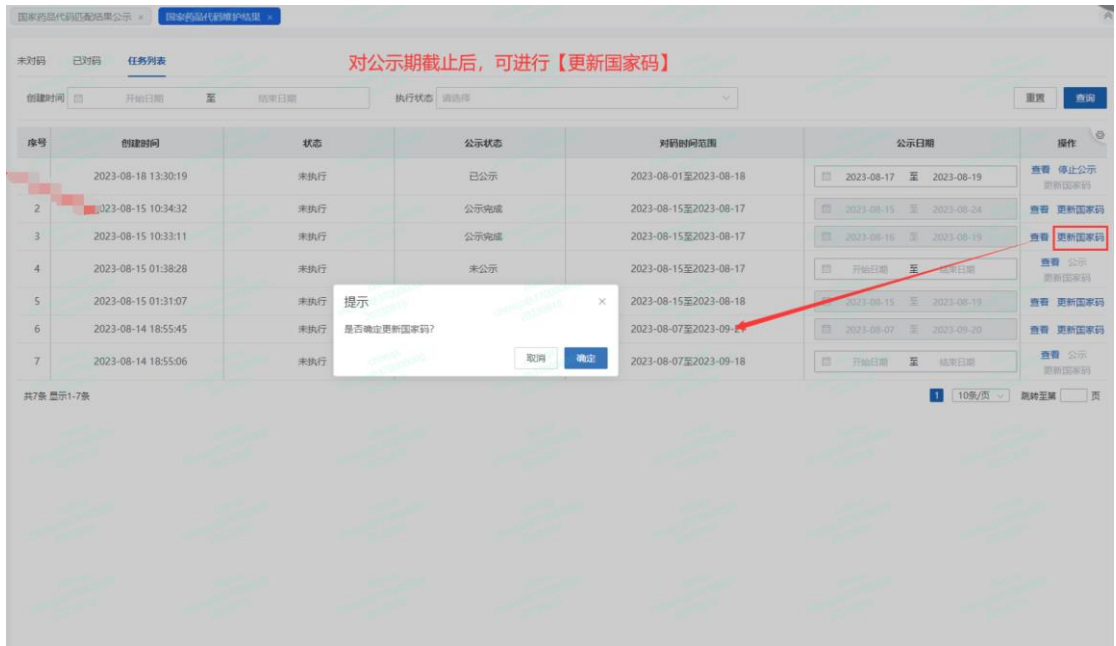 国家药品代码匹配结果公示 × 国家药品代码维护结果 ×
未对码 已对码 任务列表 对公示期截止后，可进行【更新国家码】
创建时间 开始日期 至 结束日期 执行状态 请选择 重置 查询
序号 创建时间 状态 公示状态 对码时间范围 公示日期 操作
2023-08-18 13:30:19 未执行 已公示 2023-08-01至2023-08-18 2023-08-17 至 2023-08-19 查看 停止公示
更新国家码
2 2023-08-15 10:34:32 未执行 公示完成 2023-08-15至2023-08-17 2023-08-15 至 2023-08-24 查看 更新国家码
3 2023-08-15 10:33:11 未执行 公示完成 2023-08-15至2023-08-17 2023-08-16 至 2023-08-19 查看 更新国家码
4 2023-08-15 01:38:28 未执行 未公示 2023-08-15至2023-08-17 开始日期 至 结束日期 查看 公示
更新国家码
5 2023-08-15 01:31:07 未执行 2023-08-15至2023-08-18 2023-08-15 至 2023-08-19 查看 更新国家码
6 2023-08-14 18:55:45 未执行 2023-08-07至2023-09-21 2023-08-07 至 2023-09-20 查看 更新国家码
7 2023-08-14 18:55:06 未执行 2023-08-07至2023-09-18 开始日期 至 结束日期 查看 公示
更新国家码
提示 ×
是否确定更新国家码?
取消 确定
共7条 显示1-7条 1 10条/页 跳转至第 页